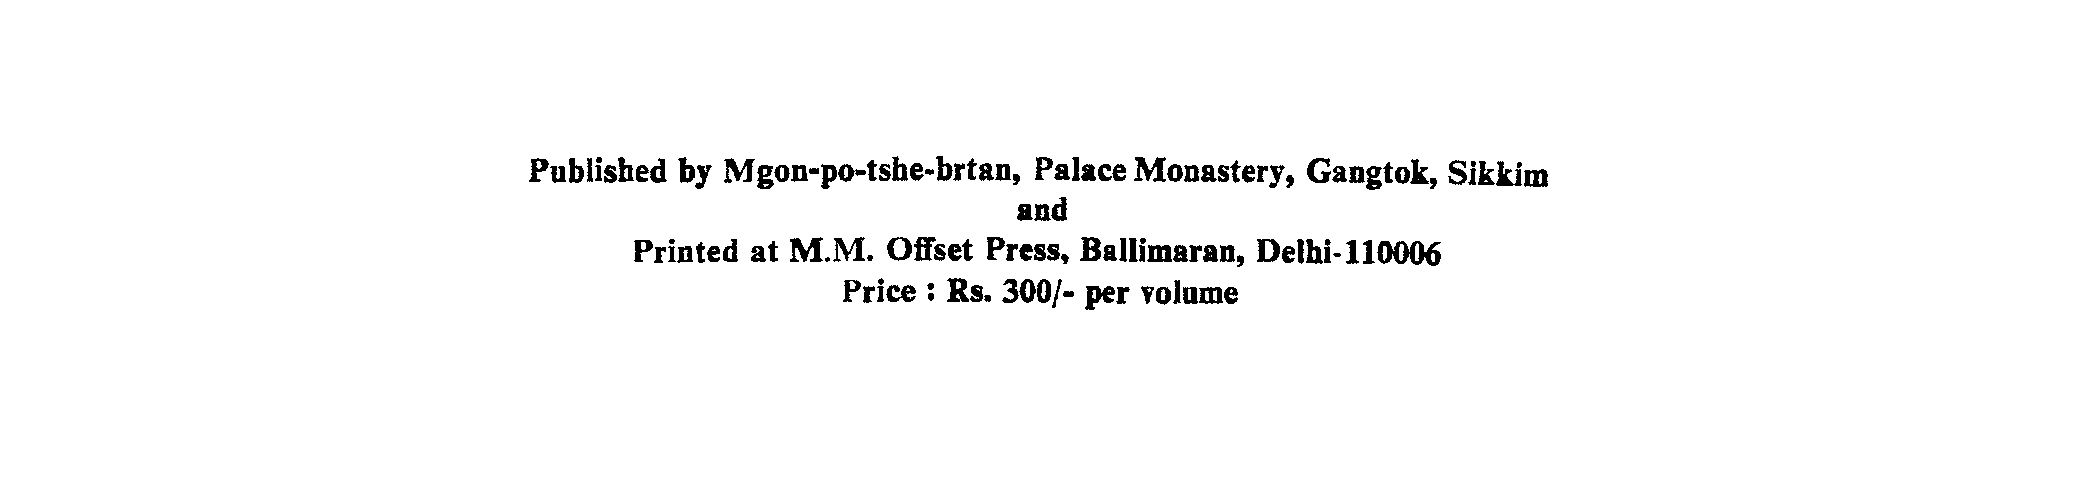 Published by Mgon-po-tshe-brtan, Palace Monastery, Gangtok, Sikkim
and
Printed at M.M. Offset Press, Ballimaran, Delhi-110006
Price : Rs. 300/- per volume